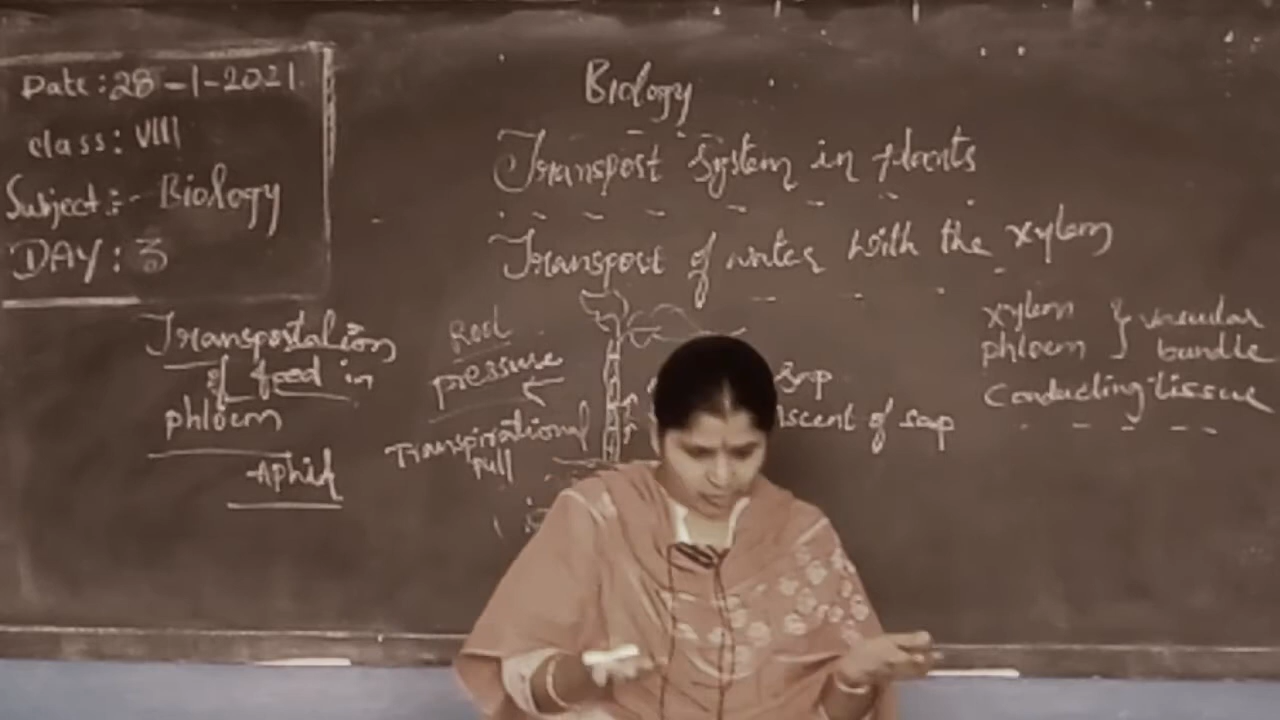 Date: 28-1-2021
class: VIII
Subject:- Biology
DAY: 3
Biology
Transport system in plants
Transport of water with the xylem
Transportation
of food in
phloem
-Aphid
Root
pressure
Transpirational
pull
sap
ascent of sap
xylem } vascular
phloem } bundle
Conducting tissue